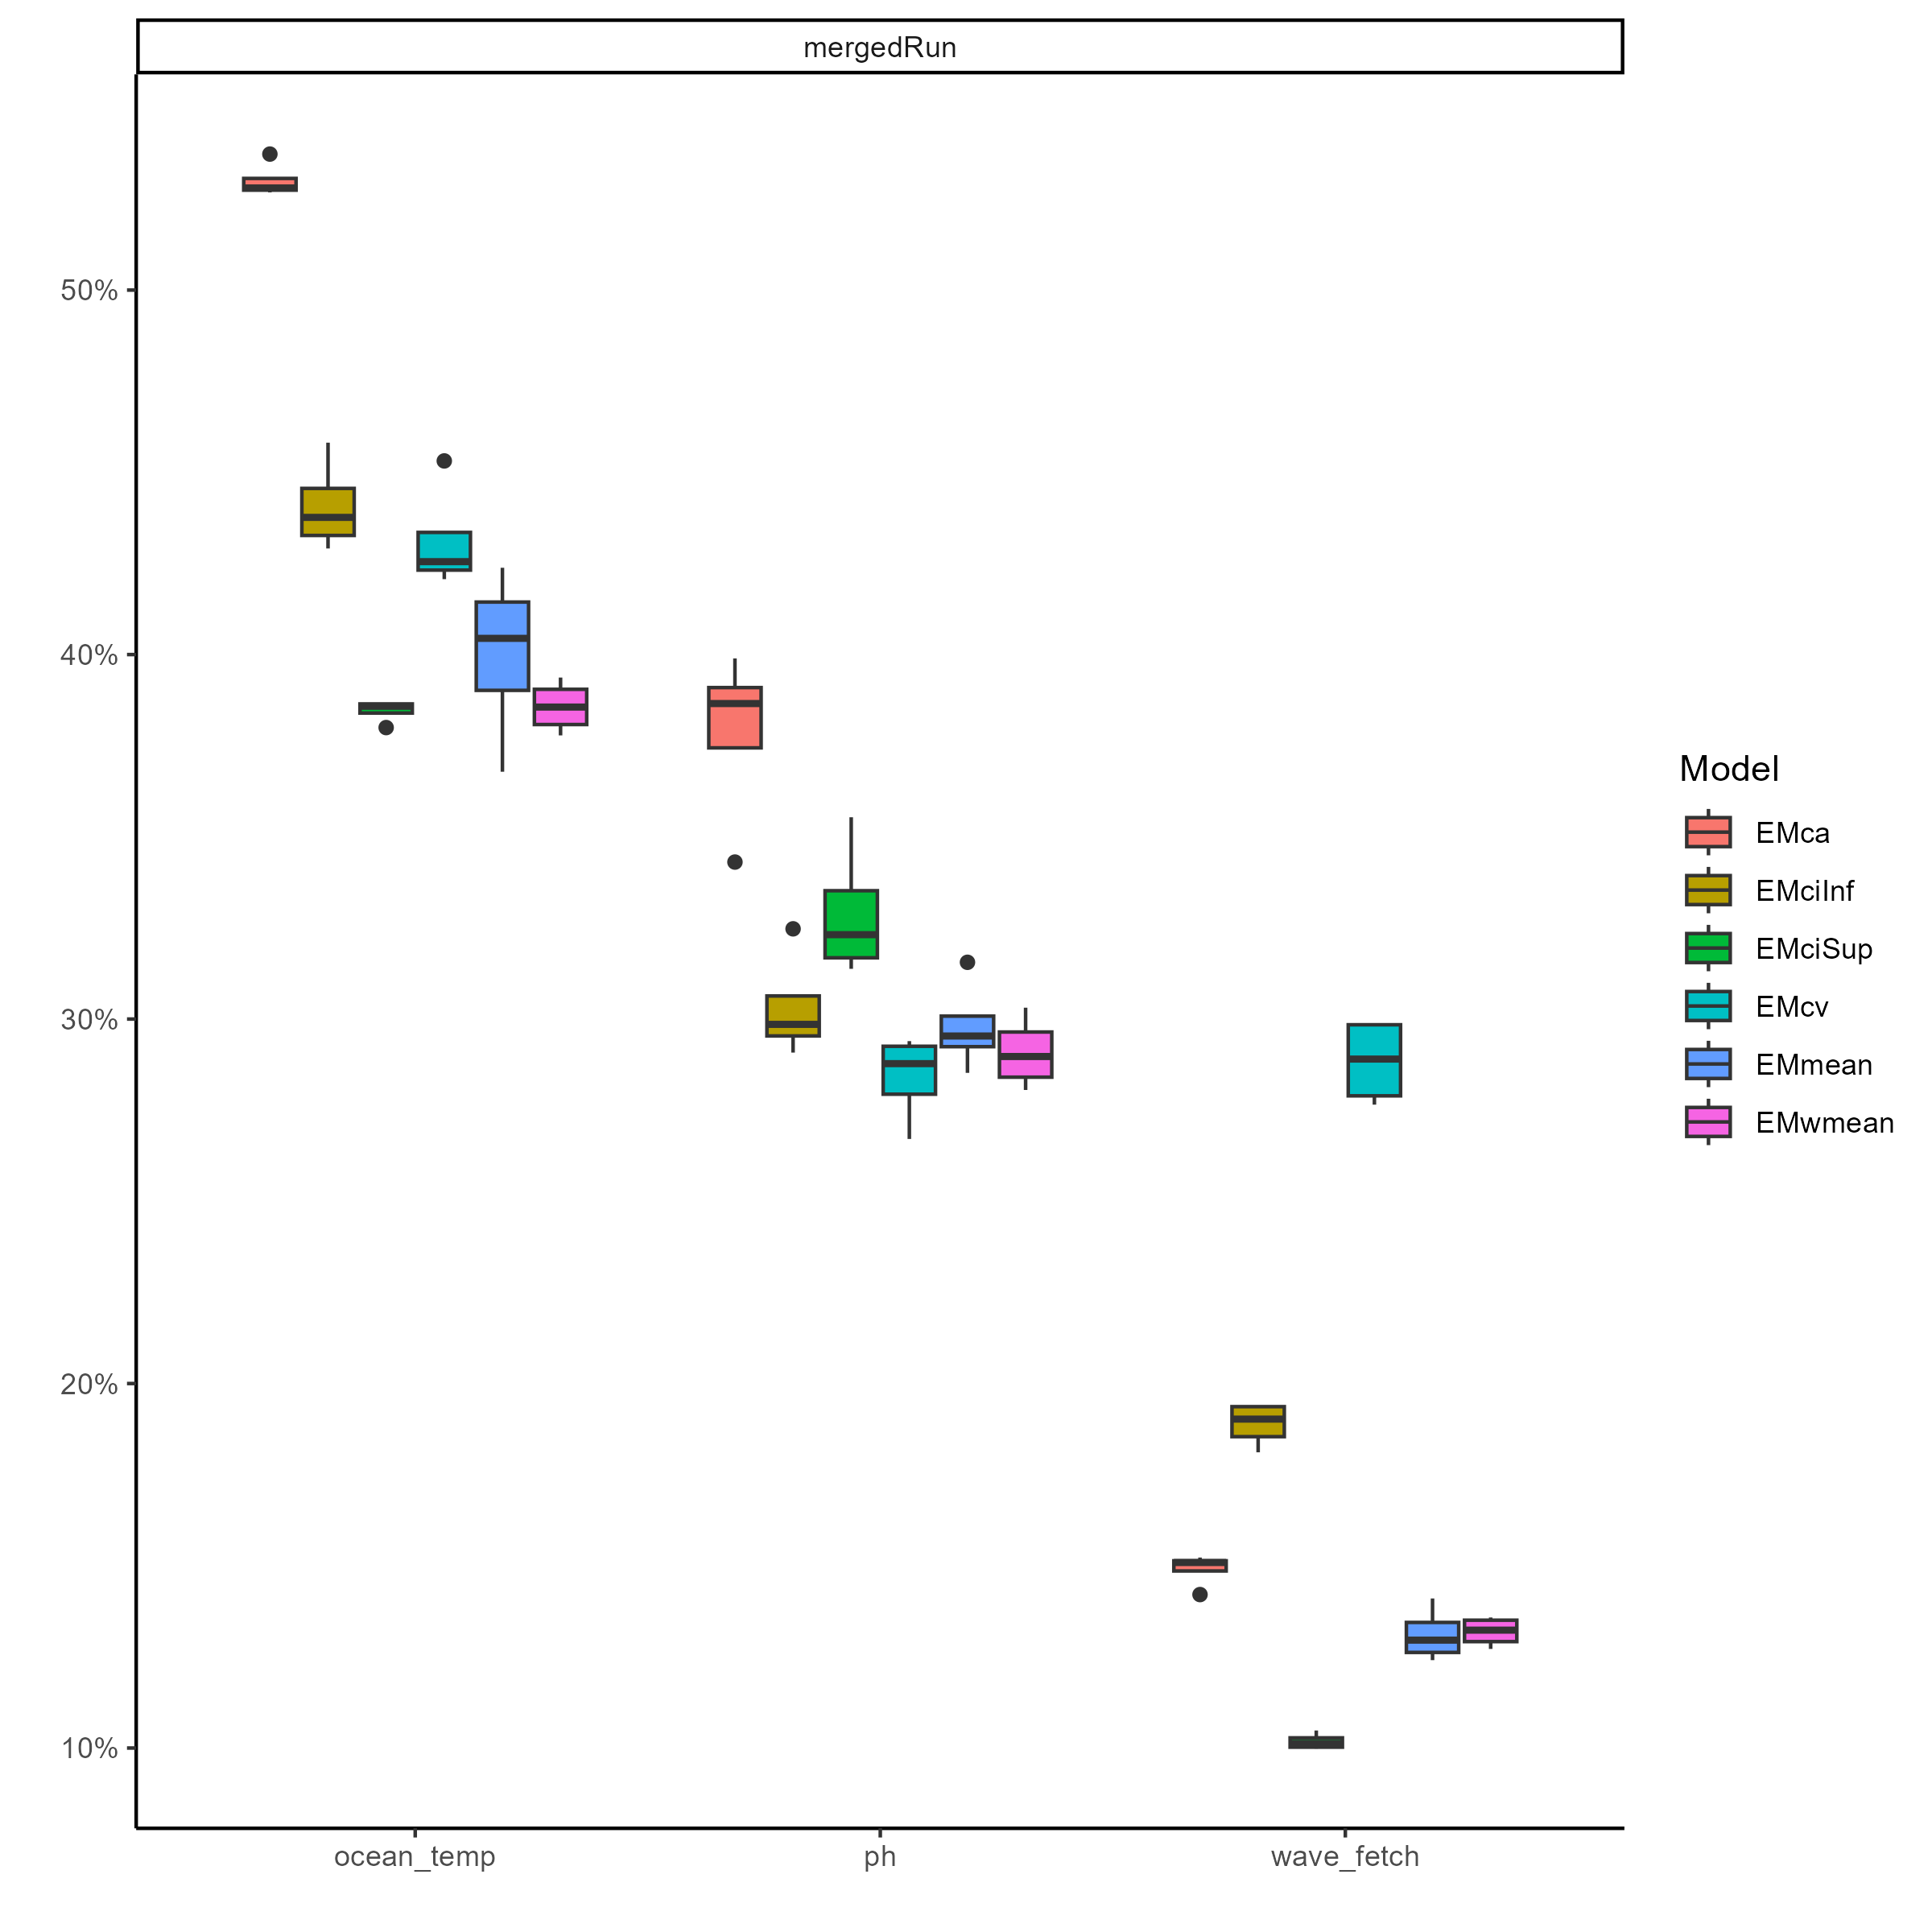 mergedRun
50%
40%
30%
20%
10%
ocean_temp
ph
wave_fetch
Model
EMca
EMciInf
EMciSup
EMcv
EMmean
EMwmean